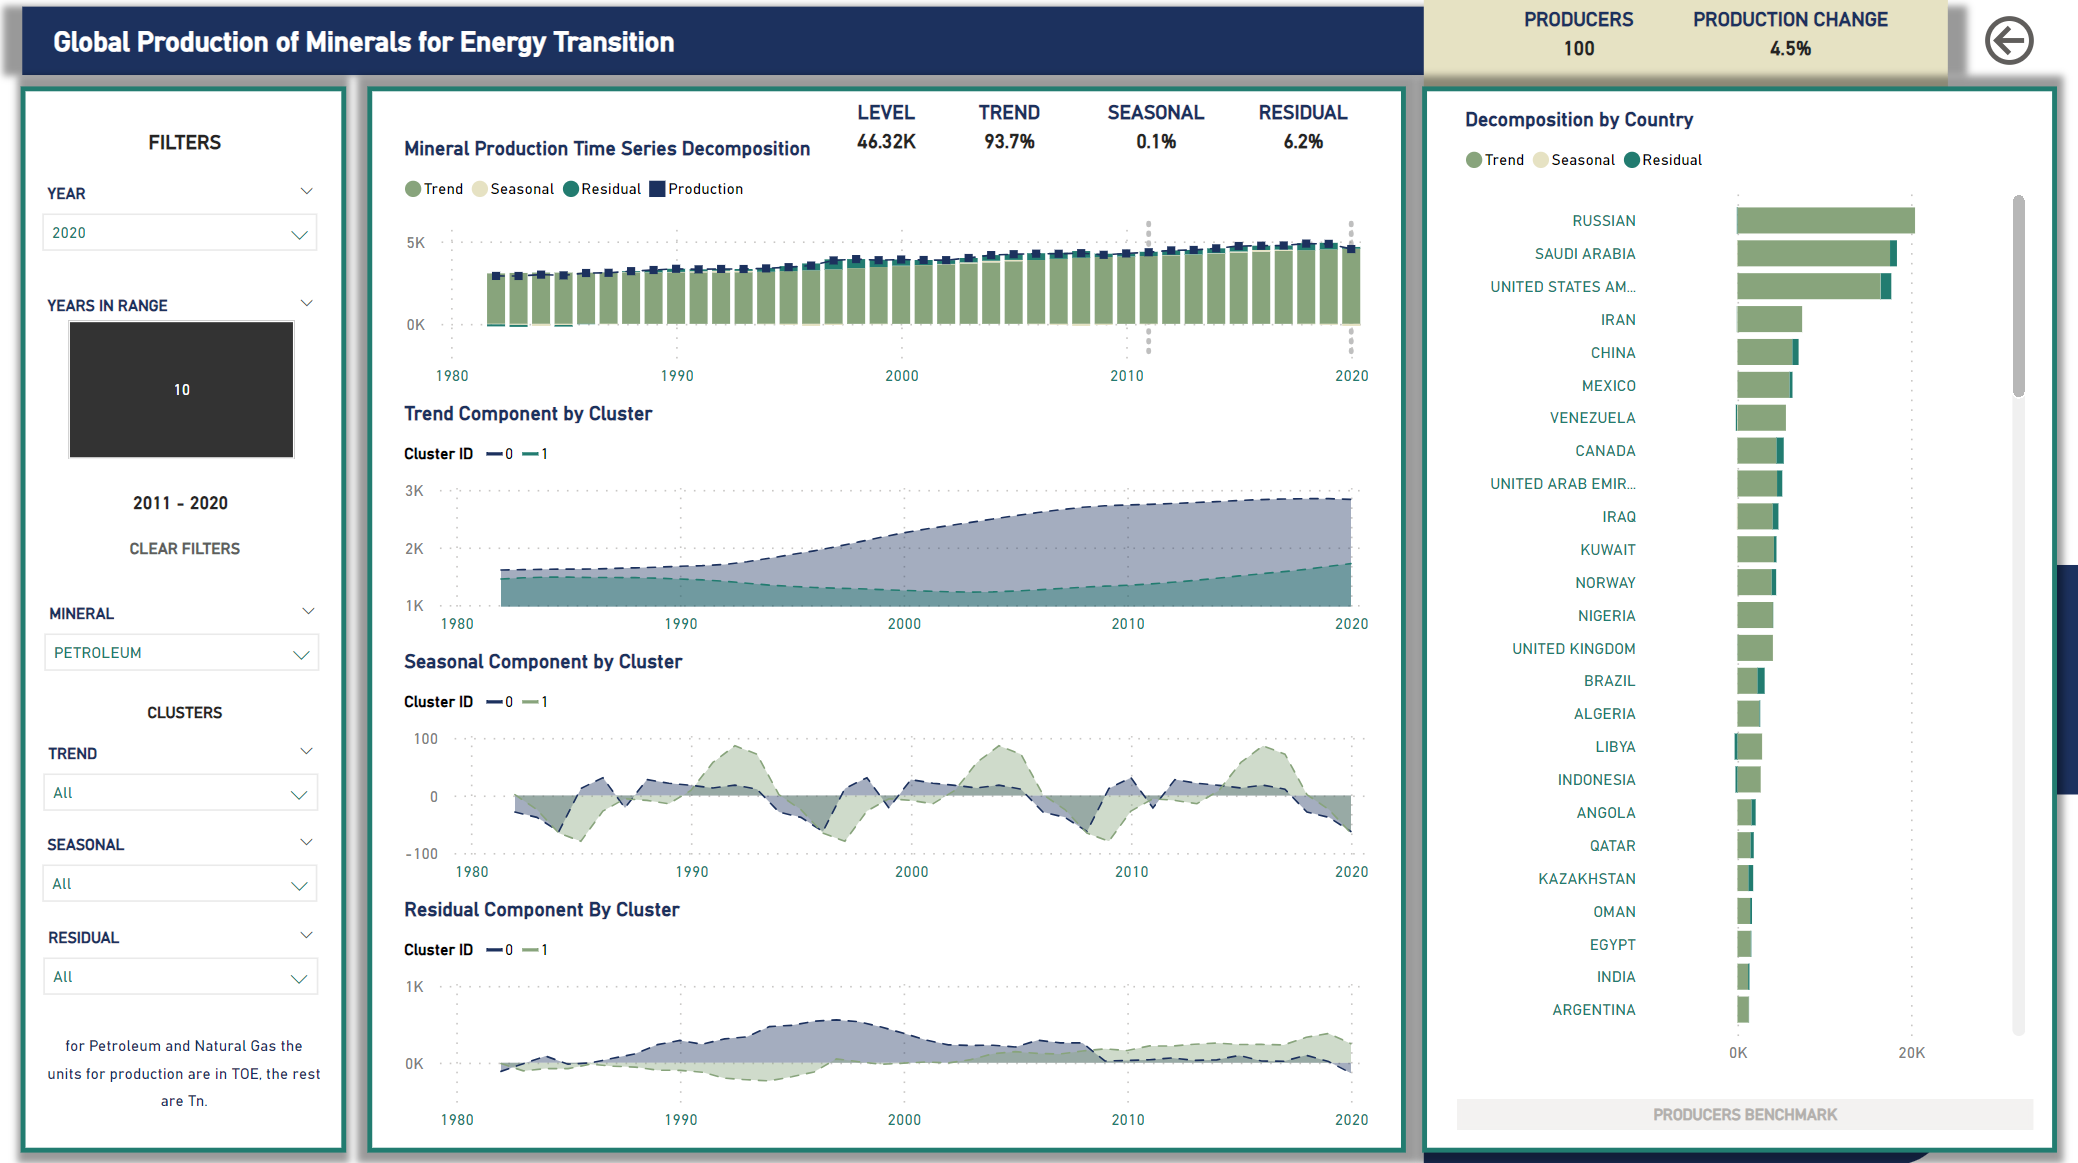 Global Production of Minerals for Energy Transition
PRODUCERS
100
PRODUCTION CHANGE
4.5%
FILTERS
YEAR
2020
YEARS IN RANGE
10
2011 - 2020
CLEAR FILTERS
MINERAL
PETROLEUM
CLUSTERS
TREND
All
SEASONAL
All
RESIDUAL
All
for Petroleum and Natural Gas the
units for production are in TOE, the rest
are Tn.
LEVEL
46.32K
TREND
93.7%
SEASONAL
0.1%
RESIDUAL
6.2%
Mineral Production Time Series Decomposition
Trend Seasonal Residual Production
5K
0K
1980 1990 2000 2010 2020
Trend Component by Cluster
Cluster ID 0 1
3K
2K
1K
1980 1990 2000 2010 2020
Seasonal Component by Cluster
Cluster ID 0 1
100
0
-100
1980 1990 2000 2010 2020
Residual Component By Cluster
Cluster ID 0 1
1K
0K
1980 1990 2000 2010 2020
Decomposition by Country
Trend Seasonal Residual
RUSSIAN
SAUDI ARABIA
UNITED STATES AM...
IRAN
CHINA
MEXICO
VENEZUELA
CANADA
UNITED ARAB EMIR...
IRAQ
KUWAIT
NORWAY
NIGERIA
UNITED KINGDOM
BRAZIL
ALGERIA
LIBYA
INDONESIA
ANGOLA
QATAR
KAZAKHSTAN
OMAN
EGYPT
INDIA
ARGENTINA
0K 20K
PRODUCERS BENCHMARK